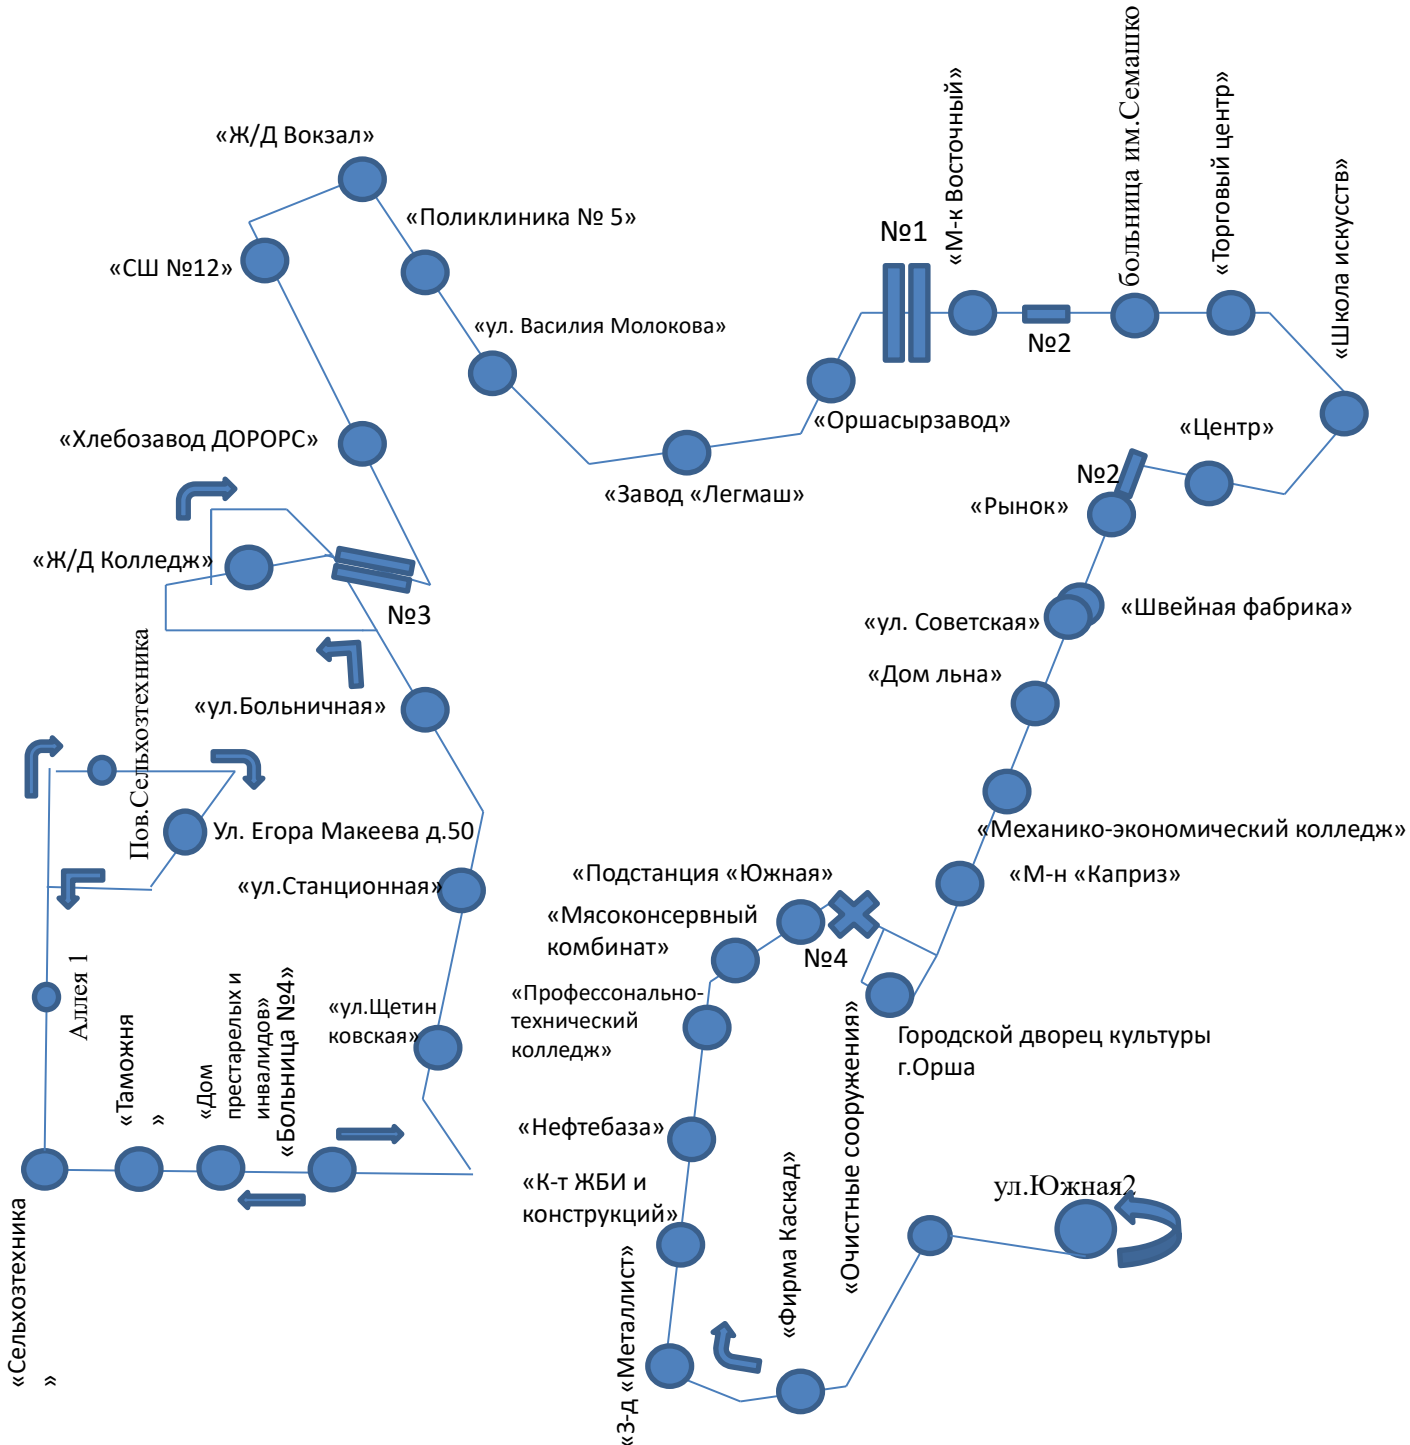 «Ж/Д Вокзал»
«Поликлиника № 5»
«СШ №12»
«ул. Василия Молокова»
№1
«М-к Восточный»
№2
больница им.Семашко
«Торговый центр»
«Школа искусств»
«Оршасырзавод»
«Завод «Легмаш»
«Центр»
№2
«Рынок»
«Хлебозавод ДОРОРС»
«Ж/Д Колледж»
№3
«Швейная фабрика»
«ул. Советская»
«Дом льна»
«ул.Больничная»
Пов.Сельхозтехника
Ул. Егора Макеева д.50
«Механико-экономический колледж»
«ул.Станционная»
«Подстанция «Южная»
«М-н «Каприз»
«Мясоконсервный
комбинат»
№4
Аллея 1
«Таможня
»
«Дом
престарелых и
инвалидов»
«Больница №4»
«ул.Щетин
ковская»
«Профессонально-
технический
колледж»
Городской дворец культуры
г.Орша
«Очистные сооружения»
«Нефтебаза»
«К-т ЖБИ и
конструкций»
«Фирма Каскад»
ул.Южная2
«Сельхозтехника
»
«З-д «Металлист»